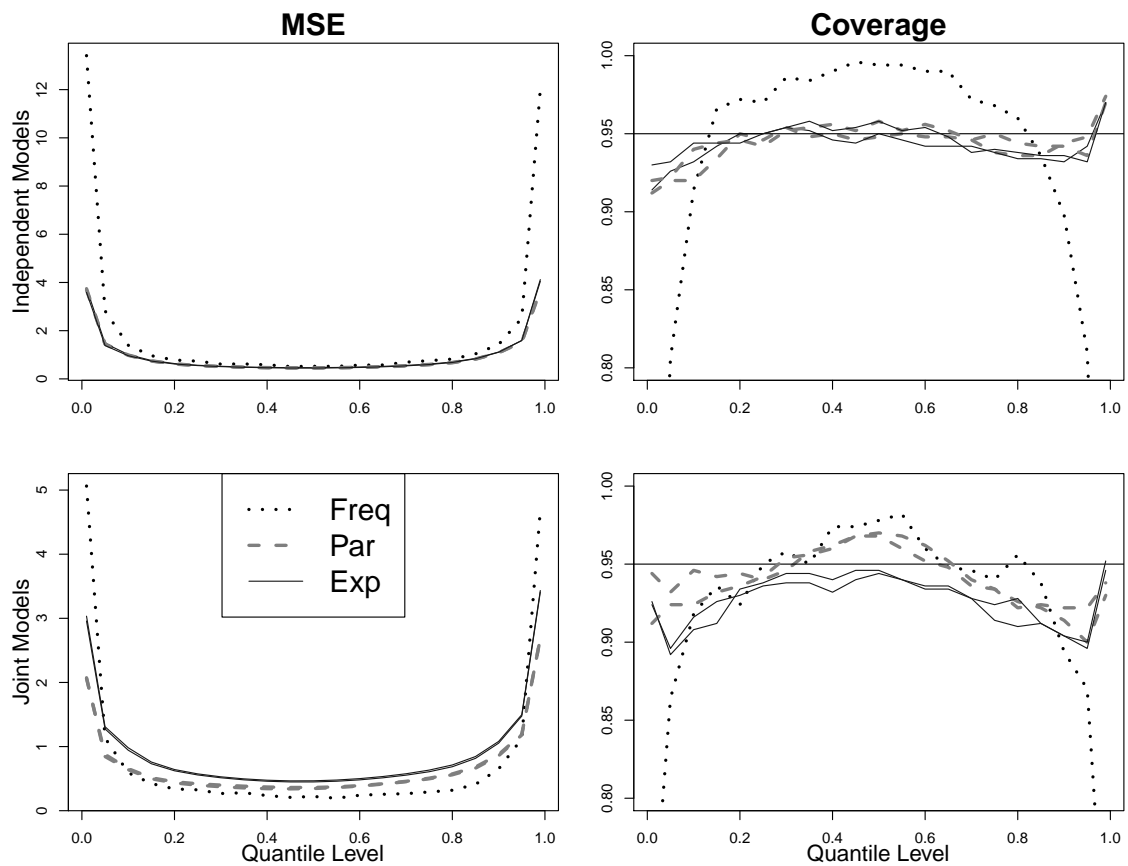 MSE
Coverage
Independent Models
0 2 4 6 8 10 12
0.0 0.2 0.4 0.6 0.8 1.0
0.80 0.85 0.90 0.95 1.00
0.0 0.2 0.4 0.6 0.8 1.0
Joint Models
0 1 2 3 4 5
Freq
Par
Exp
0.0 0.2 0.4 0.6 0.8 1.0
Quantile Level
0.80 0.85 0.90 0.95 1.00
0.0 0.2 0.4 0.6 0.8 1.0
Quantile Level